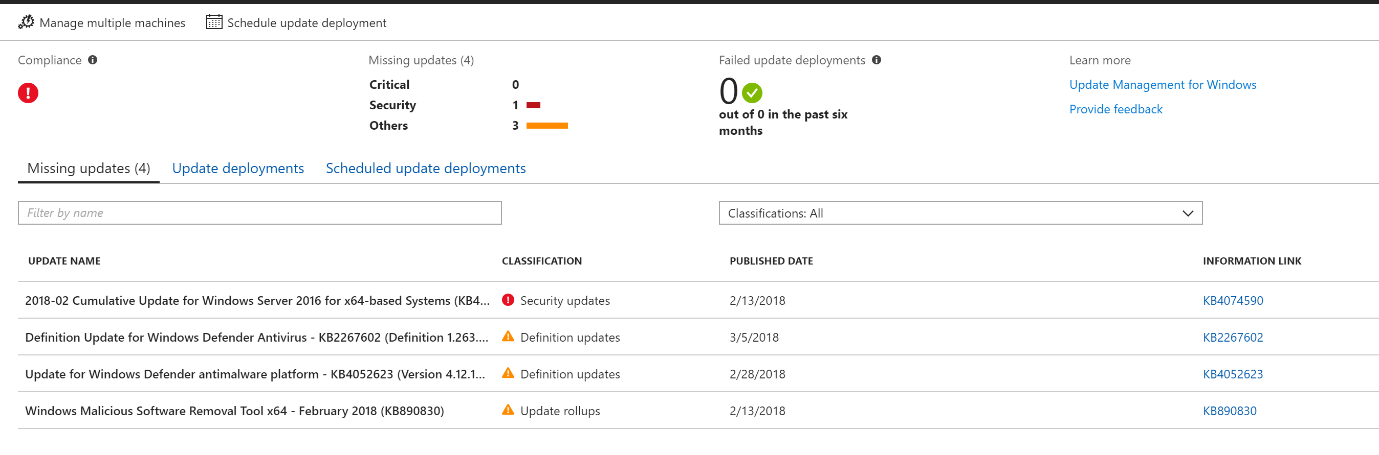 Manage multiple machines Schedule update deployment
Compliance Missing updates (4) Failed update deployments Learn more
Critical 0
Security 1
Others 3
0
out of 0 in the past six
months
Update Management for Windows
Provide feedback
Missing updates (4) Update deployments Scheduled update deployments
Filter by name Classifications: All
UPDATE NAME CLASSIFICATION PUBLISHED DATE INFORMATION LINK
2018-02 Cumulative Update for Windows Server 2016 for x64-based Systems (KB4... Security updates 2/13/2018 KB4074590
Definition Update for Windows Defender Antivirus - KB2267602 (Definition 1.263.... Definition updates 3/5/2018 KB2267602
Update for Windows Defender antimalware platform - KB4052623 (Version 4.12.1... Definition updates 2/28/2018 KB4052623
Windows Malicious Software Removal Tool x64 - February 2018 (KB890830) Update rollups 2/13/2018 KB890830